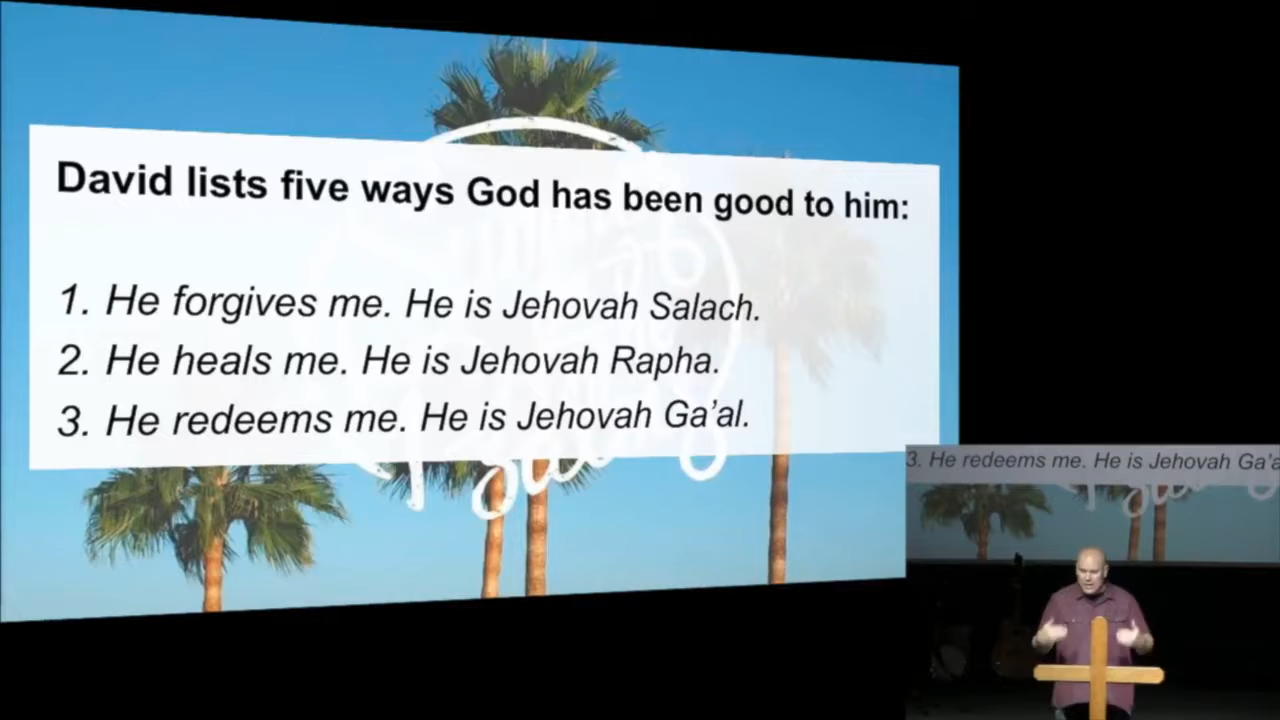 David lists five ways God has been good to him:
1. He forgives me. He is Jehovah Salach.
2. He heals me. He is Jehovah Rapha.
3. He redeems me. He is Jehovah Ga'al.
3. He redeems me. He is Jehovah Ga'a